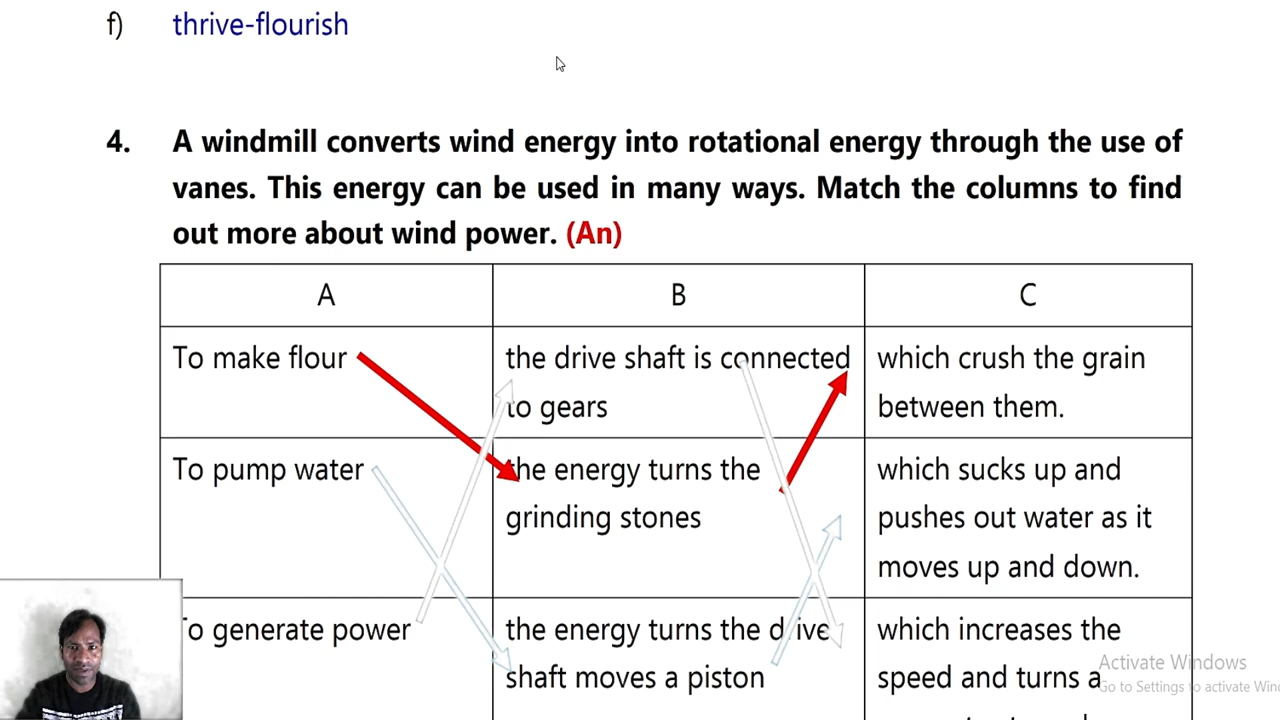 f) thrive-flourish
4. A windmill converts wind energy into rotational energy through the use of
vanes. This energy can be used in many ways. Match the columns to find
out more about wind power. (An)
A B C
To make flour
the drive shaft is connected
to gears
which crush the grain
between them.
To pump water
the energy turns the
grinding stones
which sucks up and
pushes out water as it
moves up and down.
To generate power
the energy turns the drive
shaft moves a piston
which increases the
speed and turns a
Activate Windows
Go to Settings to activate